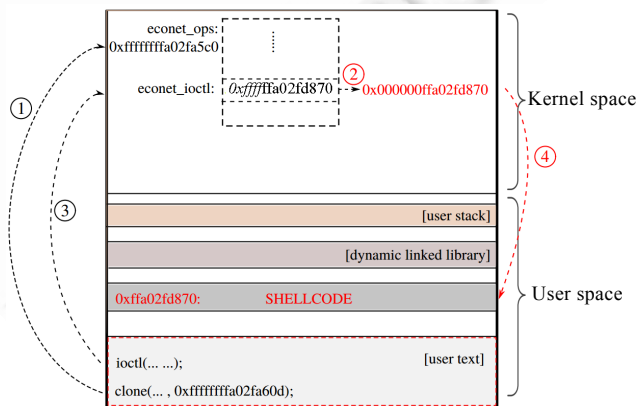 econet_ops:
0xffffffffa02fa5c0
econet_ioctl: 0xffffffffa02fd870 ② 0x000000ffa02fd870
Kernel space
①
③
④
[user stack]
[dynamic linked library]
User space
0xffa02fd870: SHELLCODE
ioctl(... ...); [user text]
clone(... , 0xffffffffa02fa60d);